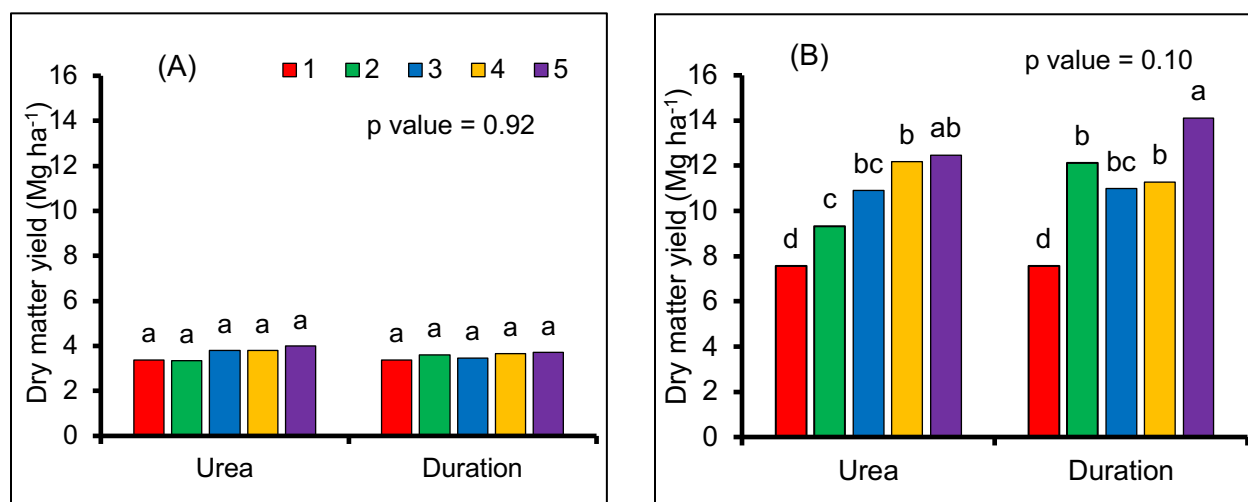 (A)
1 2 3 4 5
p value = 0.92
Dry matter yield (Mg ha⁻¹)
16
14
12
10
8
6
4
2
0
a a a a a
a a a a a
Urea
Duration
(B)
p value = 0.10
Dry matter yield (Mg ha⁻¹)
16
14
12
10
8
6
4
2
0
d c bc b ab
d b bc b a
Urea
Duration